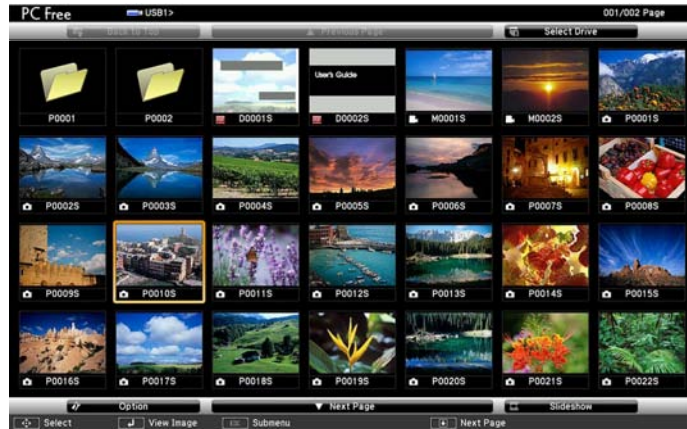 PC Free USB1> 001/002 Page
Back to Top ▲ Previous Page Select Drive
User's Guide
P0001 P0002 D0001S D0002S M0001S M0002S P0001S
P0002S P0003S P0004S P0005S P0006S P0007S P0008S
P0009S P0010S P0011S P0012S P0013S P0014S P0015S
P0016S P0017S P0018S P0019S P0020S P0021S P0022S
Option ▼ Next Page Slideshow
Select View Image Esc Submenu Next Page